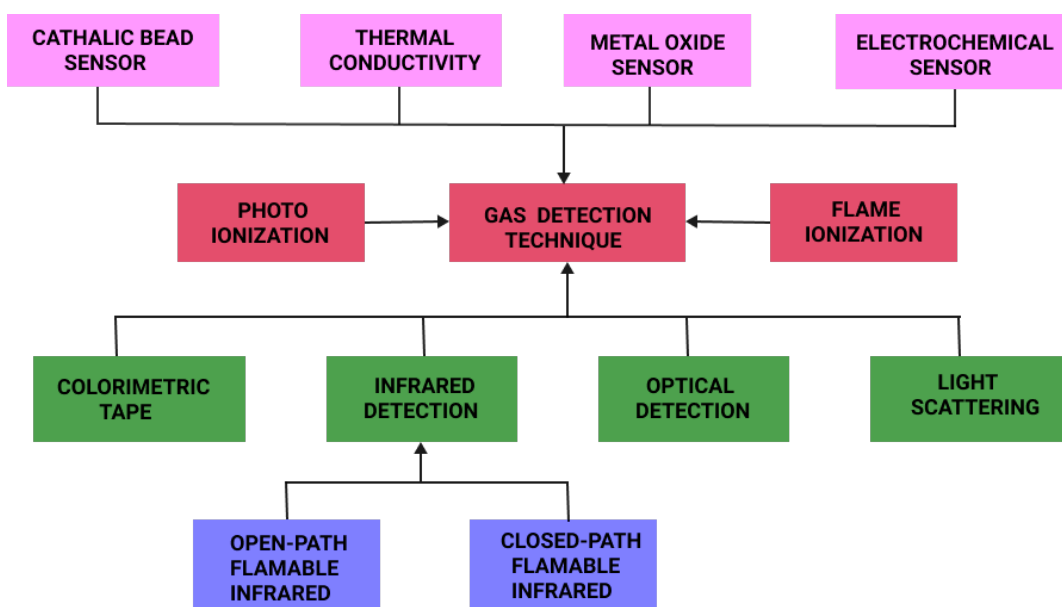 CATHALIC BEAD
SENSOR
THERMAL
CONDUCTIVITY
METAL OXIDE
SENSOR
ELECTROCHEMICAL
SENSOR
PHOTO
IONIZATION
GAS DETECTION
TECHNIQUE
FLAME
IONIZATION
COLORIMETRIC
TAPE
INFRARED
DETECTION
OPTICAL
DETECTION
LIGHT
SCATTERING
OPEN-PATH
FLAMABLE
INFRARED
CLOSED-PATH
FLAMABLE
INFRARED